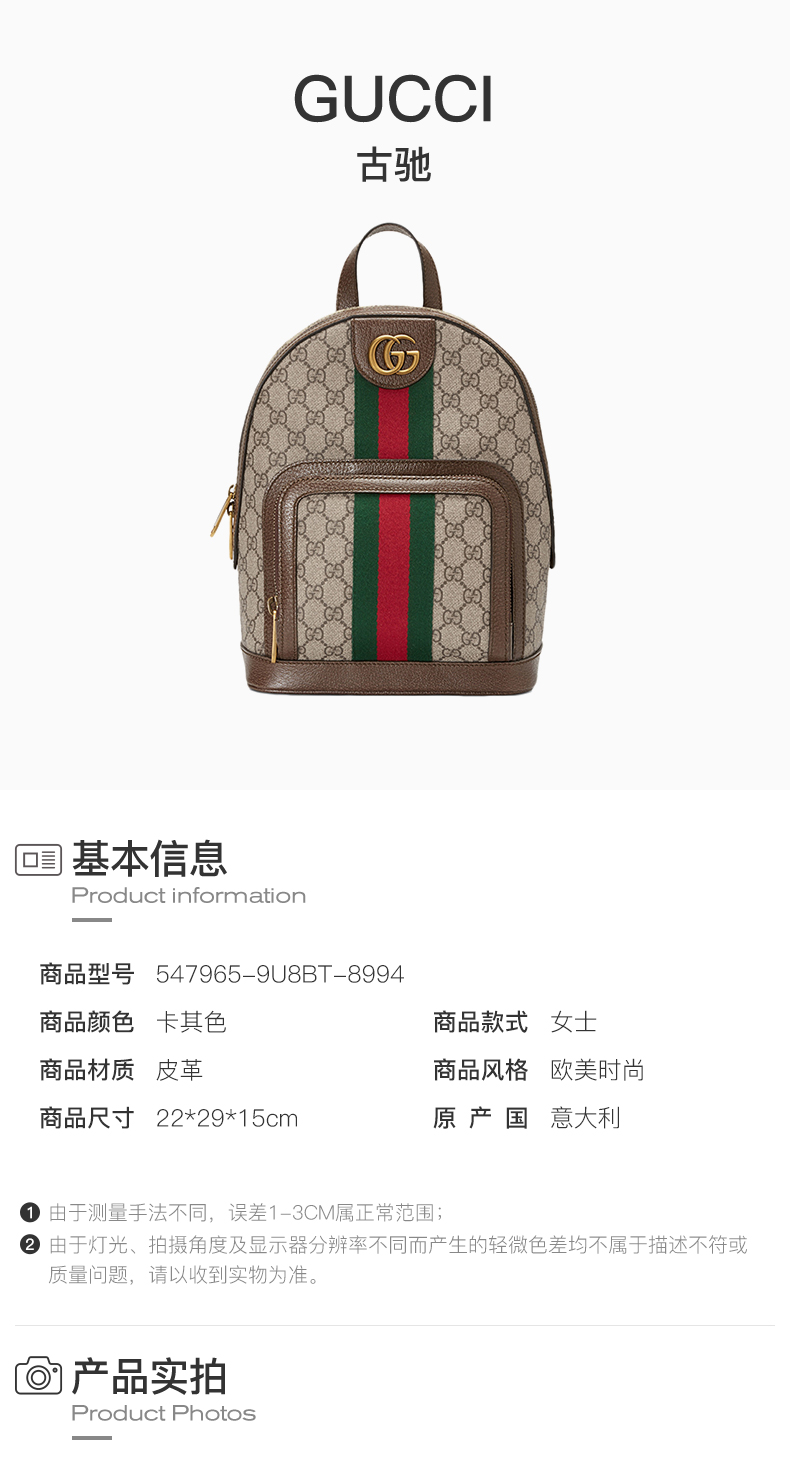 GUCCI
古驰
基本信息
Product information
商品型号 547965-9U8BT-8994
商品颜色 卡其色 商品款式 女士
商品材质 皮革 商品风格 欧美时尚
商品尺寸 22*29*15cm 原产国 意大利
1 由于测量手法不同，误差1-3CM属正常范围；
2 由于灯光、拍摄角度及显示器分辨率不同而产生的轻微色差均不属于描述不符或
质量问题，请以收到实物为准。
产品实拍
Product Photos